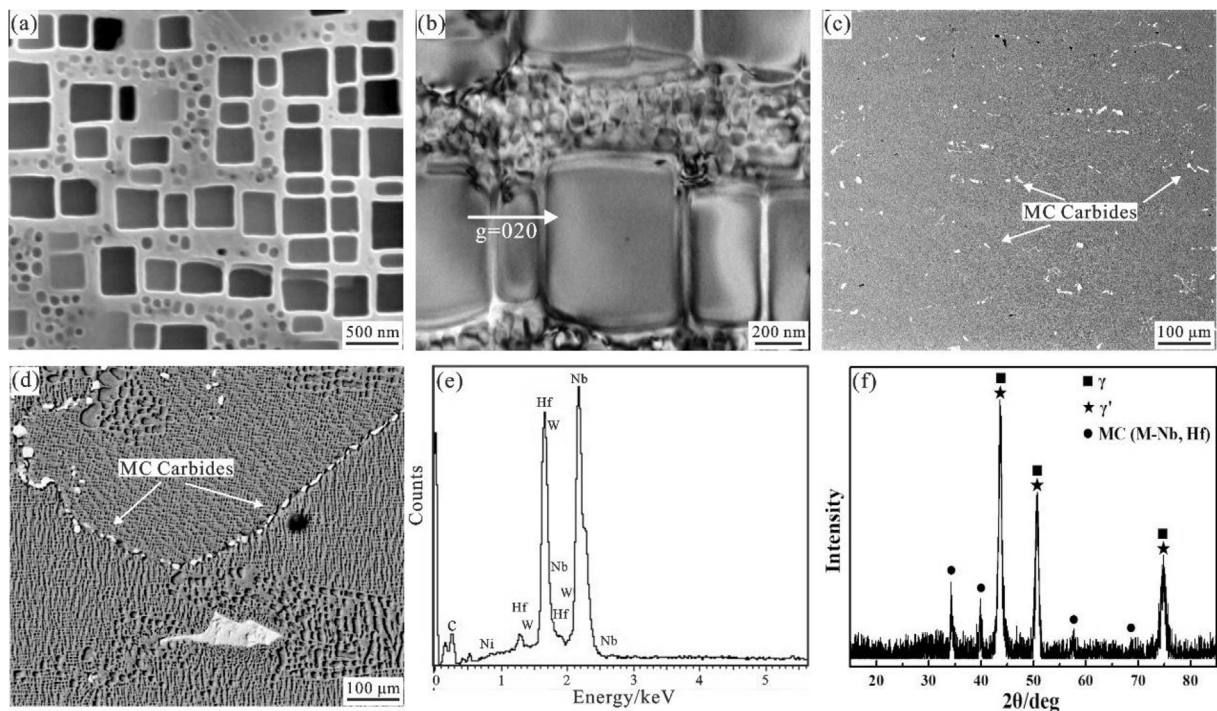 (a)
500 nm
(b)
g=020
200 nm
(c)
MC Carbides
100 μm
(d)
MC Carbides
100 μm
(e)
Counts
Nb
Hf
W
Nb
Hf
W
W
Hf
Nb
C
Ni
0 1 2 3 4 5
Energy/keV
(f)
γ
γ'
MC (M-Nb, Hf)
Intensity
20 30 40 50 60 70 80
2θ/deg